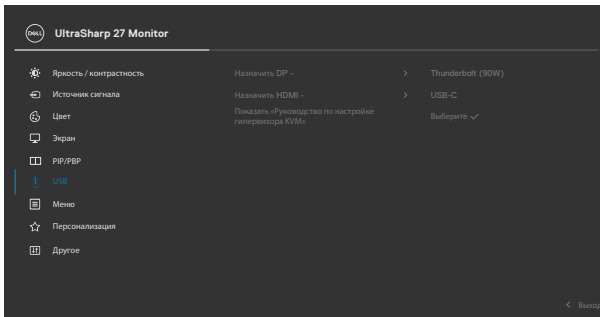 DELL
UltraSharp 27 Monitor
Яркость / контрастность
Назначить DP -
Thunderbolt (90W)
Источник сигнала
Назначить HDMI -
USB-C
Цвет
Показать «Руководство по настройке
гипервизора KVM»
Выберите
Экран
PIP/PBP
USB
Меню
Персонализация
Другое
Выход